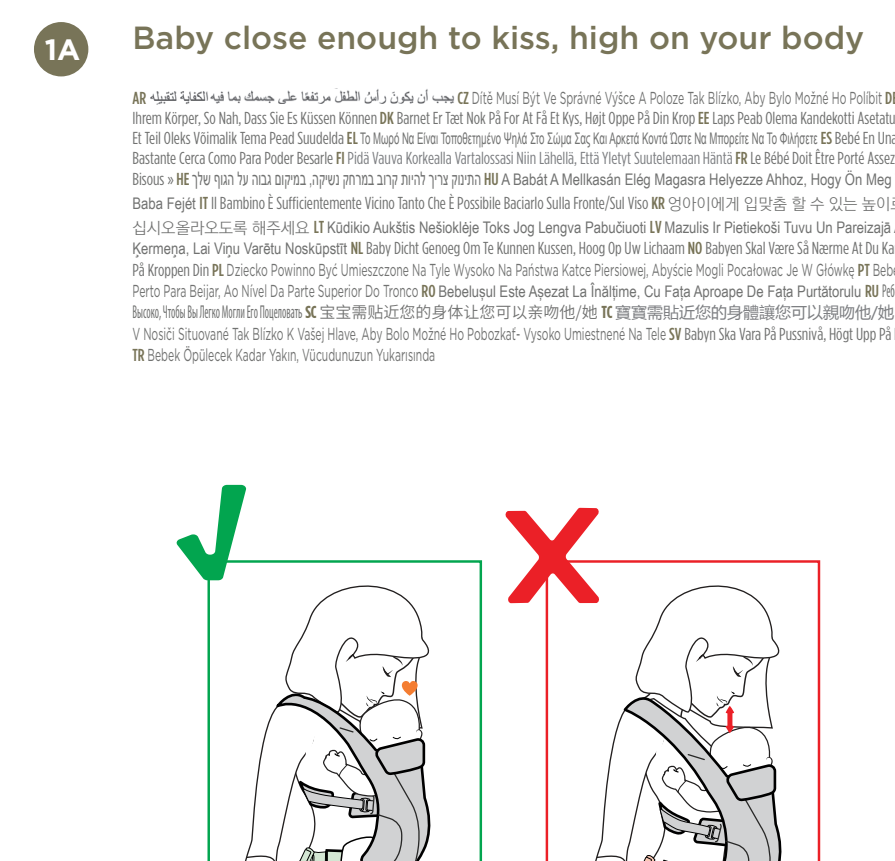 1A
Baby close enough to kiss, high on your body
AR يجب أن يكونَ رأسُ الطفلَ مرتفعًا على جسمك بما فيه الكفاية لتقبيلِه CZ Dítě Musí Být Ve Správné Výšce A Poloze Tak Blízko, Aby Bylo Možné Ho Políbit DE
Ihrem Körper, So Nah, Dass Sie Es Küssen Können DK Barnet Er Tæt Nok På For At Få Et Kys, Højt Oppe På Din Krop EE Laps Peab Olema Kandekotti Asetatu
Et Teil Oleks Võimalik Tema Pead Suudelda EL Το Μωρό Να Είναι Τοποθετημένο Ψηλά Στο Σώμα Σας Και Αρκετά Κοντά Ώστε Να Μπορείτε Να Το Φιλήσετε ES Bebé En Una
Bastante Cerca Como Para Poder Besarle FI Pidä Vauva Korkealla Vartalossasi Niin Lähellä, Että Yletyt Suutelemaan Häntä FR Le Bébé Doit Être Porté Assez
Bisous » HE התינוק צריך להיות קרוב במרחק נשיקה, במיקום גבוה על הגוף שלך HU A Babát A Mellkasán Elég Magasra Helyezze Ahhoz, Hogy Ön Meg
Baba Fejét IT Il Bambino È Sufficientemente Vicino Tanto Che È Possibile Baciarlo Sulla Fronte/Sul Viso KR 엉아이에게 입맞춤 할 수 있는 높이로
십시오올라오도록 해주세요 LT Kūdikio Aukštis Nešioklėje Toks Jog Lengva Pabučiuoti LV Mazulis Ir Pietiekoši Tuvu Un Pareizajā
Ķermeņa, Lai Viņu Varētu Noskūpstīt NL Baby Dicht Genoeg Om Te Kunnen Kussen, Hoog Op Uw Lichaam NO Babyen Skal Være Så Nærme At Du Ka
På Kroppen Din PL Dziecko Powinno Być Umieszczone Na Tyle Wysoko Na Państwa Katce Piersiowej, Abyście Mogli Pocałowac Je W Główkę PT Bebé
Perto Para Beijar, Ao Nível Da Parte Superior Do Tronco RO Bebelușul Este Așezat La Înălțime, Cu Fața Aproape De Fața Purtătorulu RU Реб
Высоко, Чтобы Вы Легко Могли Его Поцеловать SC 宝宝需贴近您的身体让您可以亲吻他/她 TC 寶寶需貼近您的身體讓您可以親吻他/她
V Nosiči Situované Tak Blízko K Vašej Hlave, Aby Bolo Možné Ho Pobozkať- Vysoko Umiestnené Na Tele SV Babyn Ska Vara På Pussnivå, Högt Upp På
TR Bebek Öpülecek Kadar Yakın, Vücudunuzun Yukarısında